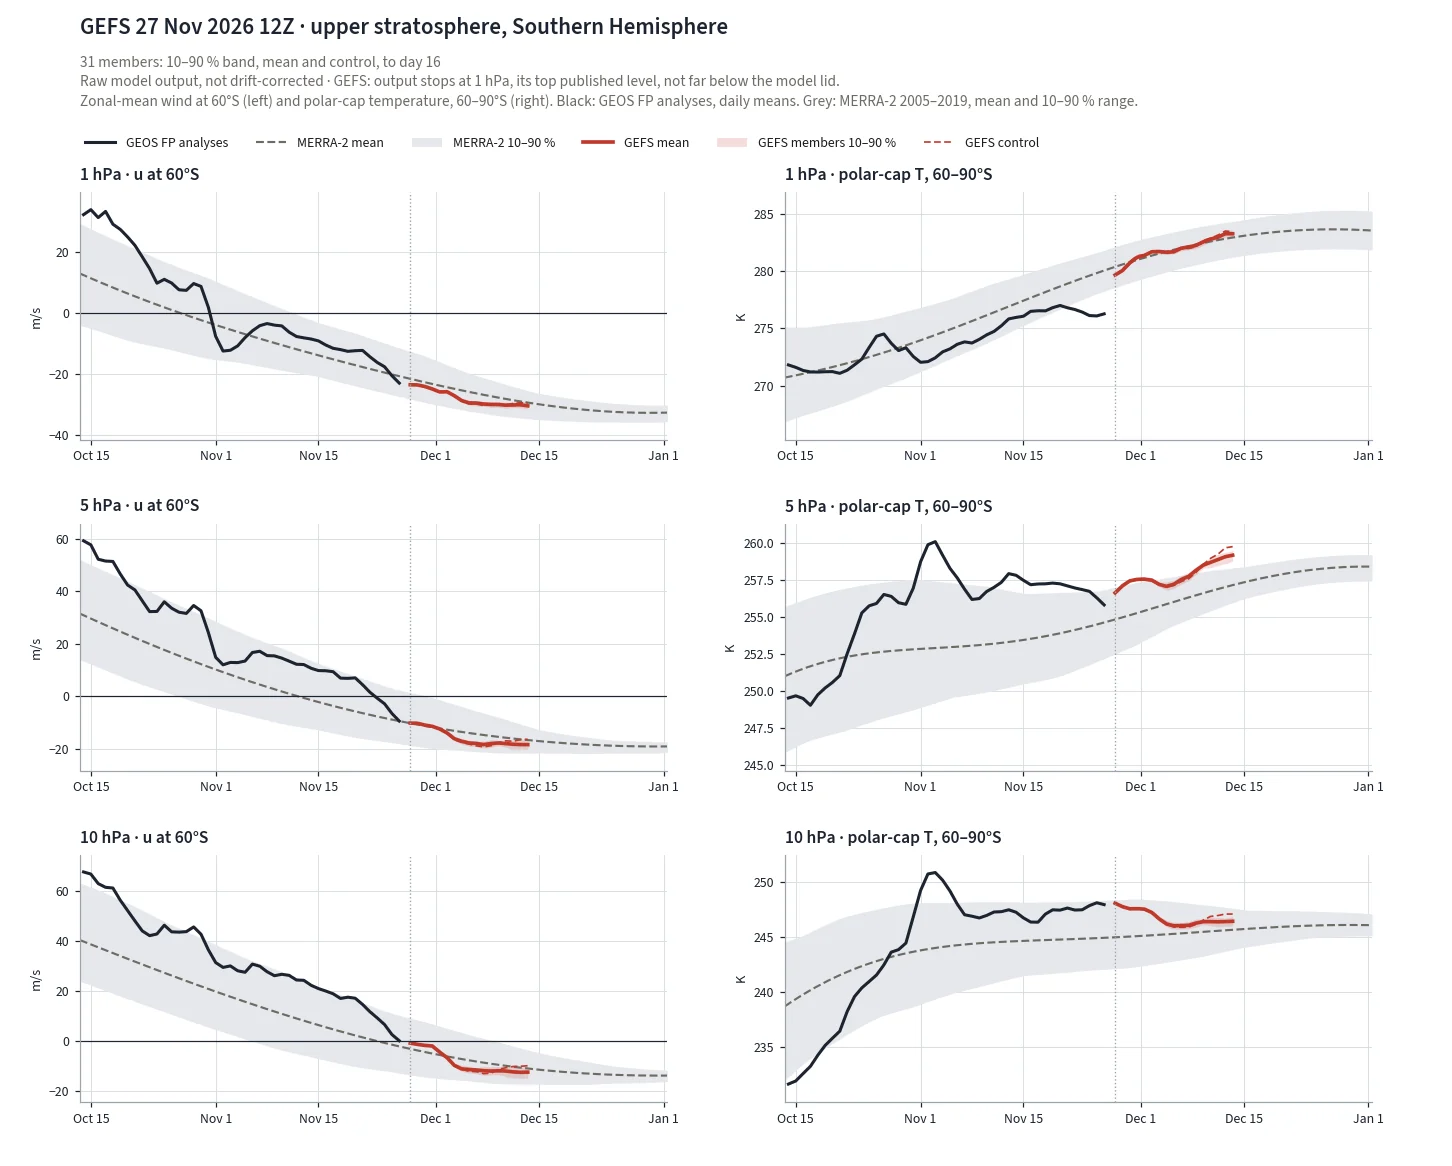 GEFS 27 Nov 2026 12Z · upper stratosphere, Southern Hemisphere
31 members: 10–90 % band, mean and control, to day 16
Raw model output, not drift-corrected · GEFS: output stops at 1 hPa, its top published level, not far below the model lid.
Zonal-mean wind at 60°S (left) and polar-cap temperature, 60–90°S (right). Black: GEOS FP analyses, daily means. Grey: MERRA-2 2005–2019, mean and 10–90 % range.
GEOS FP analyses MERRA-2 mean MERRA-2 10–90 % GEFS mean GEFS members 10–90 % GEFS control
1 hPa · u at 60°S
20
0
−20
−40
m/s
Oct 15 Nov 1 Nov 15 Dec 1 Dec 15 Jan 1
1 hPa · polar-cap T, 60–90°S
285
280
275
270
K
Oct 15 Nov 1 Nov 15 Dec 1 Dec 15 Jan 1
5 hPa · u at 60°S
60
40
20
0
−20
m/s
Oct 15 Nov 1 Nov 15 Dec 1 Dec 15 Jan 1
5 hPa · polar-cap T, 60–90°S
260.0
257.5
255.0
252.5
250.0
247.5
245.0
K
Oct 15 Nov 1 Nov 15 Dec 1 Dec 15 Jan 1
10 hPa · u at 60°S
60
40
20
0
−20
m/s
Oct 15 Nov 1 Nov 15 Dec 1 Dec 15 Jan 1
10 hPa · polar-cap T, 60–90°S
250
245
240
235
K
Oct 15 Nov 1 Nov 15 Dec 1 Dec 15 Jan 1